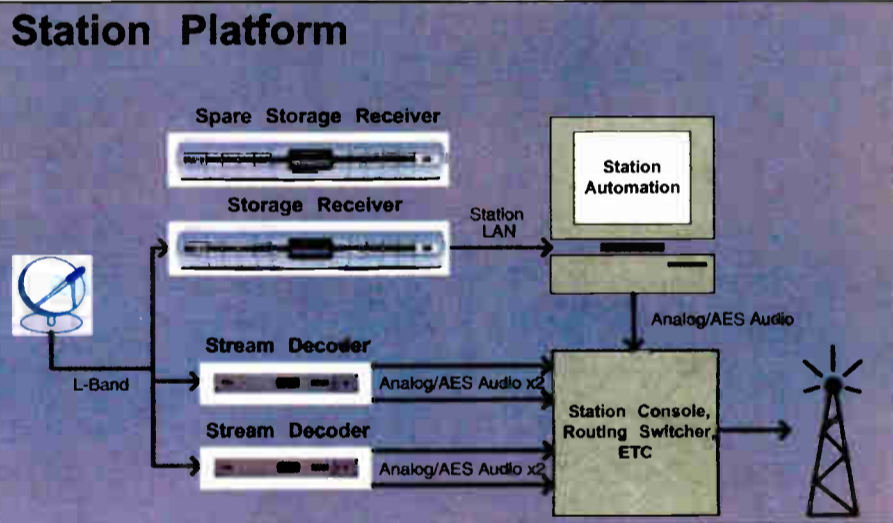 Station Platform
Spare Storage Receiver
Storage Receiver
Station
LAN
Station
Automation
Analog/AES Audio
L-Band
Stream Decoder
Analog/AES Audio x2
Stream Decoder
Analog/AES Audio x2
Station Console,
Routing Switcher,
ETC